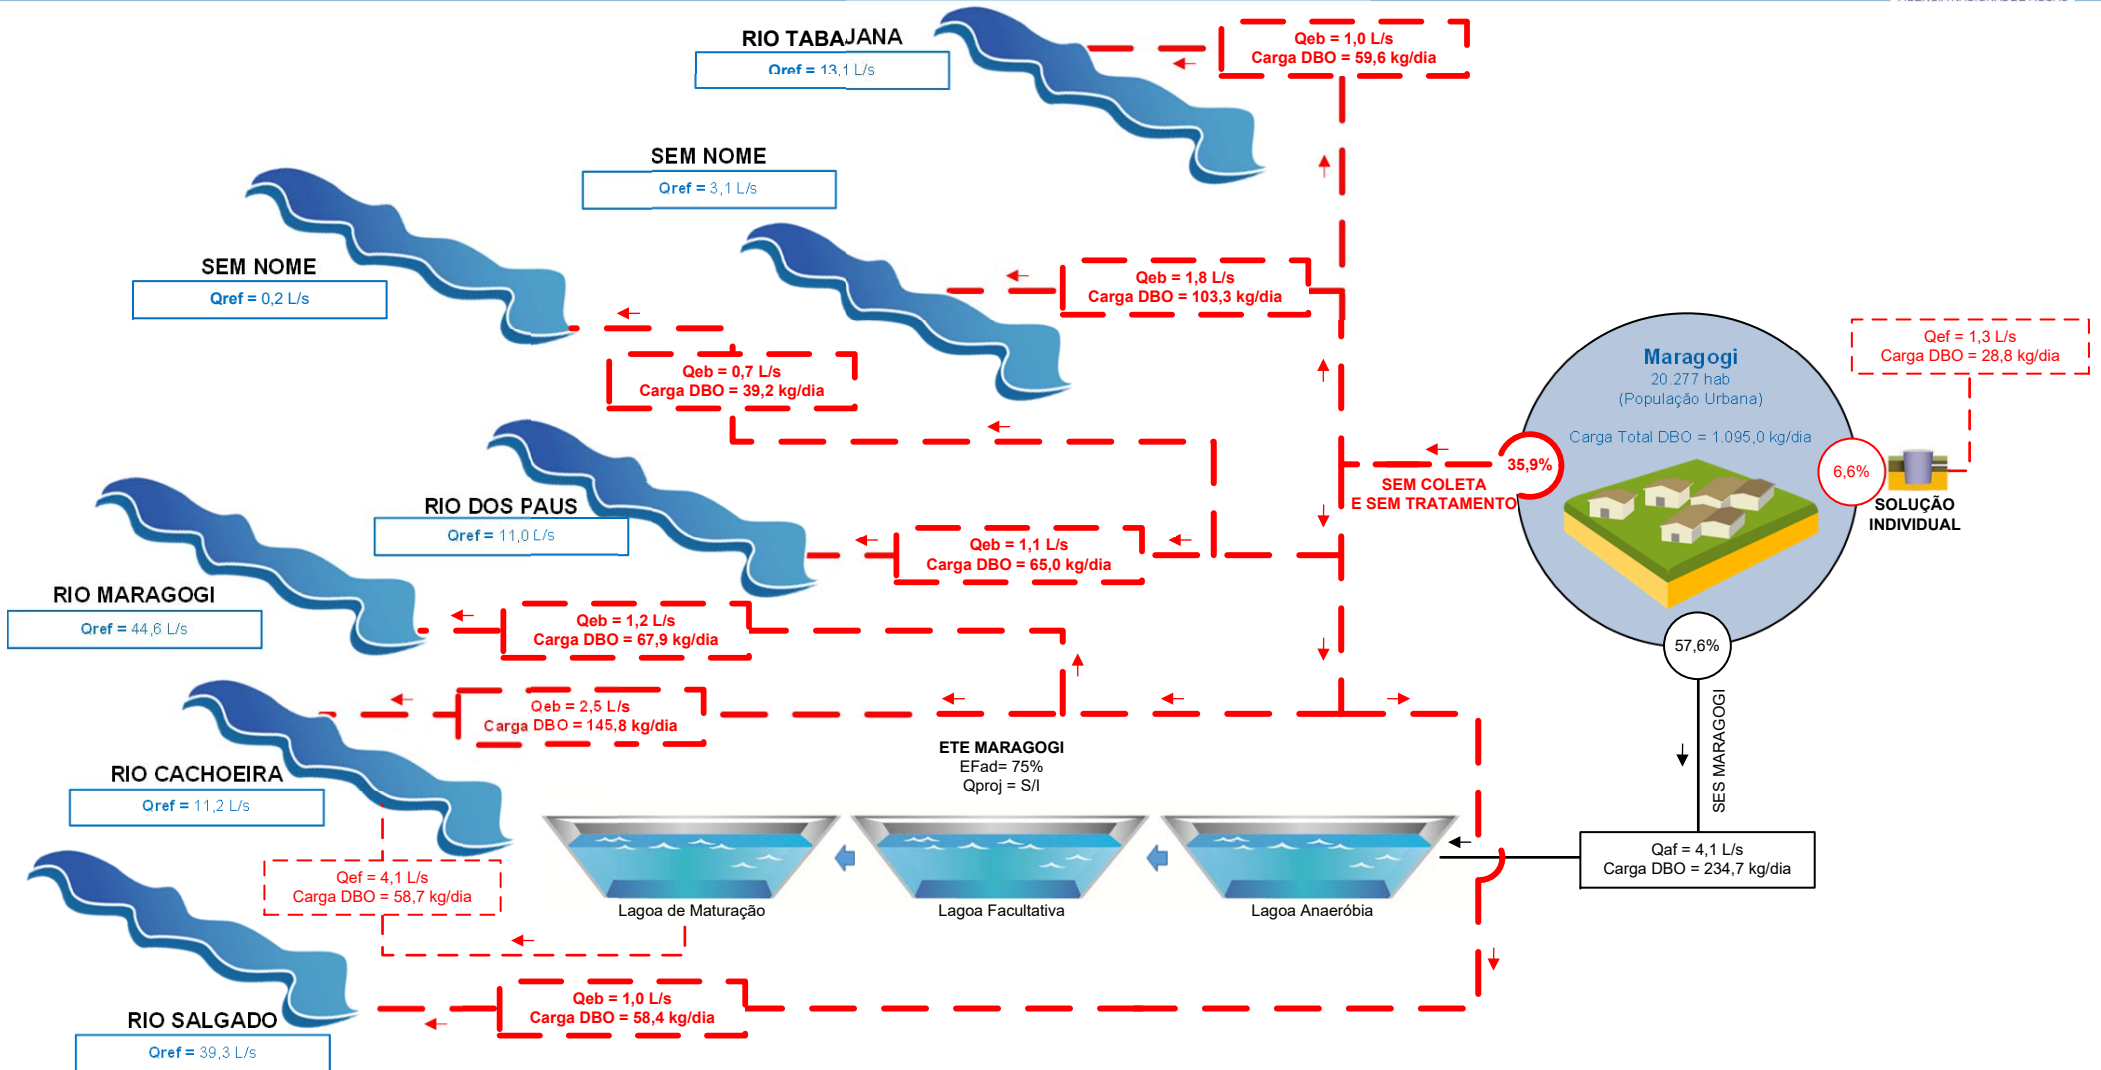 RIO TABAJANA
Qref = 13,1 L/s
Qeb = 1,0 L/s
Carga DBO = 59,6 kg/dia
SEM NOME
Qref = 3,1 L/s
SEM NOME
Qref = 0,2 L/s
Qeb = 1,8 L/s
Carga DBO = 103,3 kg/dia
Qeb = 0,7 L/s
Carga DBO = 39,2 kg/dia
Maragogi
20.277 hab
(População Urbana)
Carga Total DBO = 1.095,0 kg/dia
Qef = 1,3 L/s
Carga DBO = 28,8 kg/dia
35,9%
SEM COLETA
E SEM TRATAMENTO
6,6%
SOLUÇÃO
INDIVIDUAL
57,6%
SES MARAGOGI
RIO DOS PAUS
Qref = 11,0 L/s
Qeb = 1,1 L/s
Carga DBO = 65,0 kg/dia
RIO MARAGOGI
Qref = 44,6 L/s
Qeb = 1,2 L/s
Carga DBO = 67,9 kg/dia
Qeb = 2,5 L/s
Carga DBO = 145,8 kg/dia
RIO CACHOEIRA
Qref = 11,2 L/s
ETE MARAGOGI
EFad= 75%
Qproj = S/I
Qaf = 4,1 L/s
Carga DBO = 234,7 kg/dia
Qef = 4,1 L/s
Carga DBO = 58,7 kg/dia
Lagoa de Maturação
Lagoa Facultativa
Lagoa Anaeróbia
Qeb = 1,0 L/s
Carga DBO = 58,4 kg/dia
RIO SALGADO
Qref = 39,3 L/s